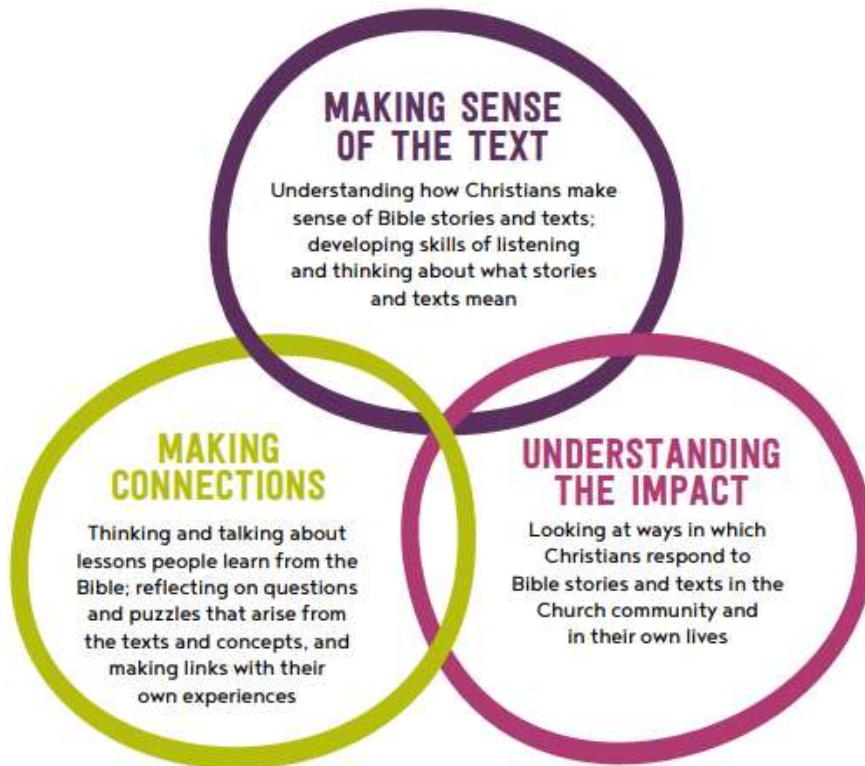 MAKING SENSE
OF THE TEXT
Understanding how Christians make
sense of Bible stories and texts;
developing skills of listening
and thinking about what stories
and texts mean
MAKING
CONNECTIONS
Thinking and talking about
lessons people learn from the
Bible; reflecting on questions
and puzzles that arise from
the texts and concepts, and
making links with their
own experiences
UNDERSTANDING
THE IMPACT
Looking at ways in which
Christians respond to
Bible stories and texts in the
Church community and
in their own lives